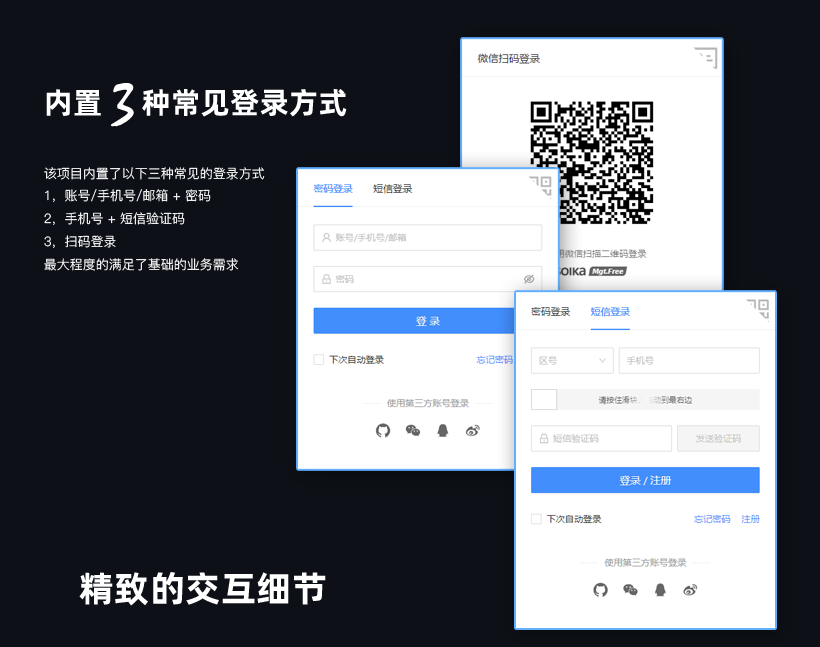 内置3种常见登录方式
该项目内置了以下三种常见的登录方式
1，账号/手机号/邮箱 + 密码
2，手机号 + 短信验证码
3，扫码登录
最大程度的满足了基础的业务需求
微信扫码登录
用微信扫描二维码登录
Mgt.Free
密码登录 短信登录
账号/手机号/邮箱
密码
登 录
下次自动登录 忘记密码
使用第三方账号登录
密码登录 短信登录
区号 手机号
请按住滑块， 动到最右边
短信验证码 发送验证码
登录 / 注册
下次自动登录 忘记密码 注册
使用第三方账号登录
精致的交互细节